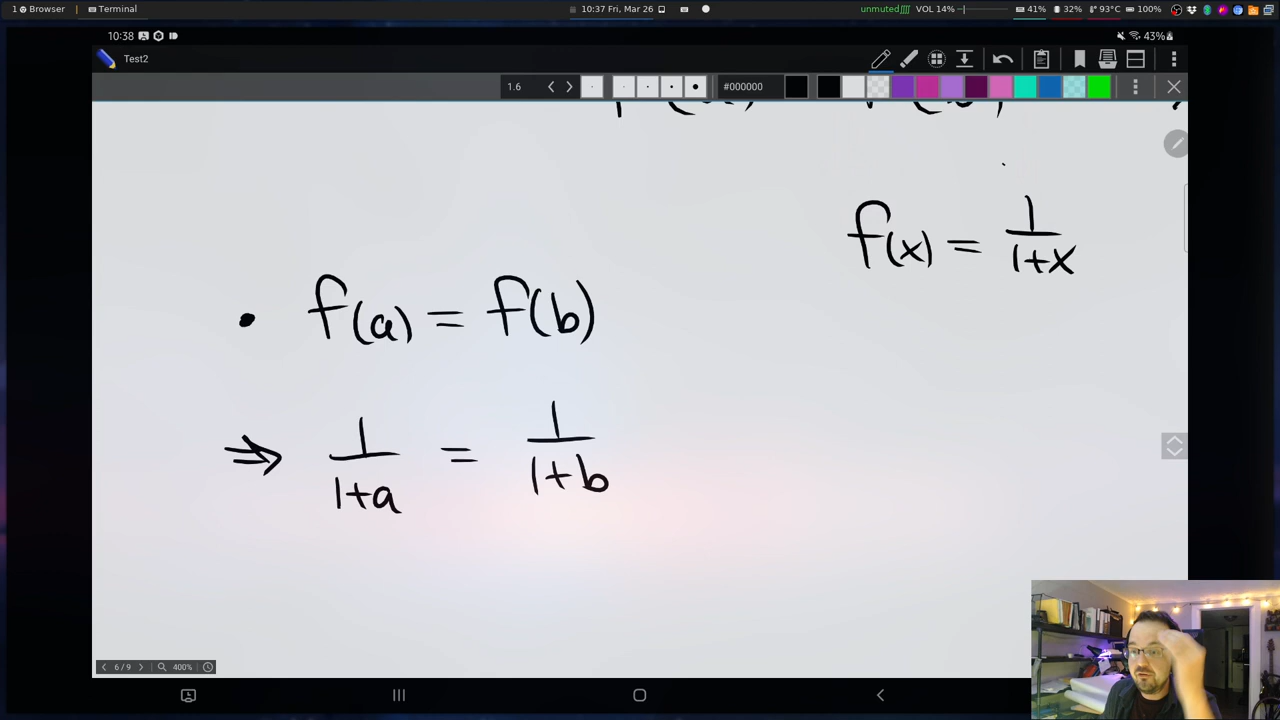 1 Browser Terminal 10:37 Fri, Mar 26 unmuted VOL 14% 41% 32% 93°C 100%
10:38 43%
Test2
1.6 #000000
f(x) = 1/(1+x)
• f(a) = f(b)
⇒ 1/(1+a) = 1/(1+b)
6 / 9 400%